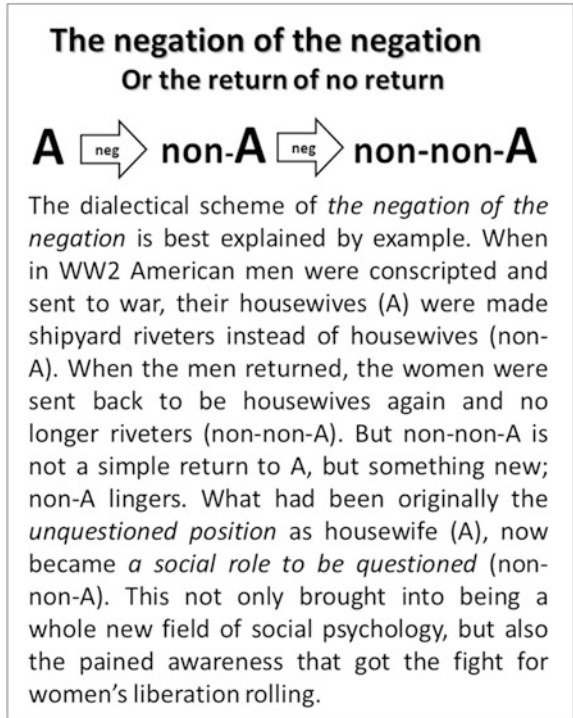 The negation of the negation
Or the return of no return
A neg non-A neg non-non-A
The dialectical scheme of the negation of the
negation is best explained by example. When
in WW2 American men were conscripted and
sent to war, their housewives (A) were made
shipyard riveters instead of housewives (non-
A). When the men returned, the women were
sent back to be housewives again and no
longer riveters (non-non-A). But non-non-A is
not a simple return to A, but something new;
non-A lingers. What had been originally the
unquestioned position as housewife (A), now
became a social role to be questioned (non-
non-A). This not only brought into being a
whole new field of social psychology, but also
the pained awareness that got the fight for
women’s liberation rolling.